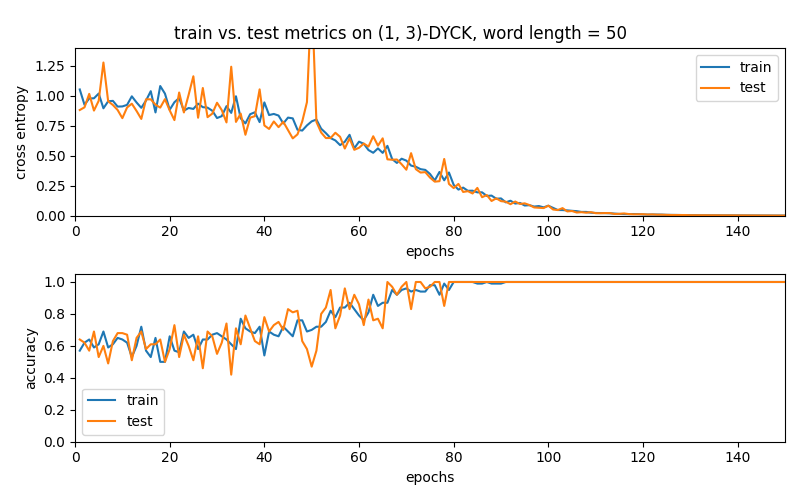 train vs. test metrics on (1, 3)-DYCK, word length = 50
cross entropy
1.25
1.00
0.75
0.50
0.25
0.00
train
test
0 20 40 60 80 100 120 140
epochs
accuracy
1.0
0.8
0.6
0.4
0.2
0.0
train
test
0 20 40 60 80 100 120 140
epochs